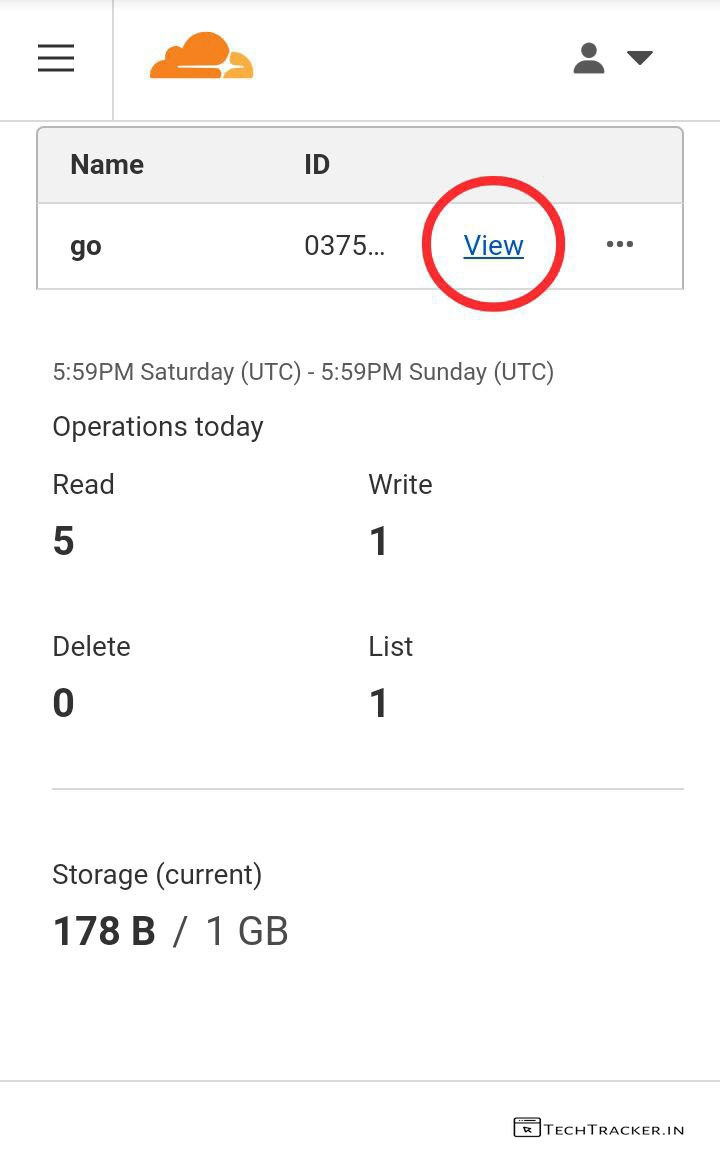 Name ID
go 0375... View
5:59PM Saturday (UTC) - 5:59PM Sunday (UTC)
Operations today
Read Write
5 1
Delete List
0 1
Storage (current)
178 B / 1 GB
TECHTRACKER.IN